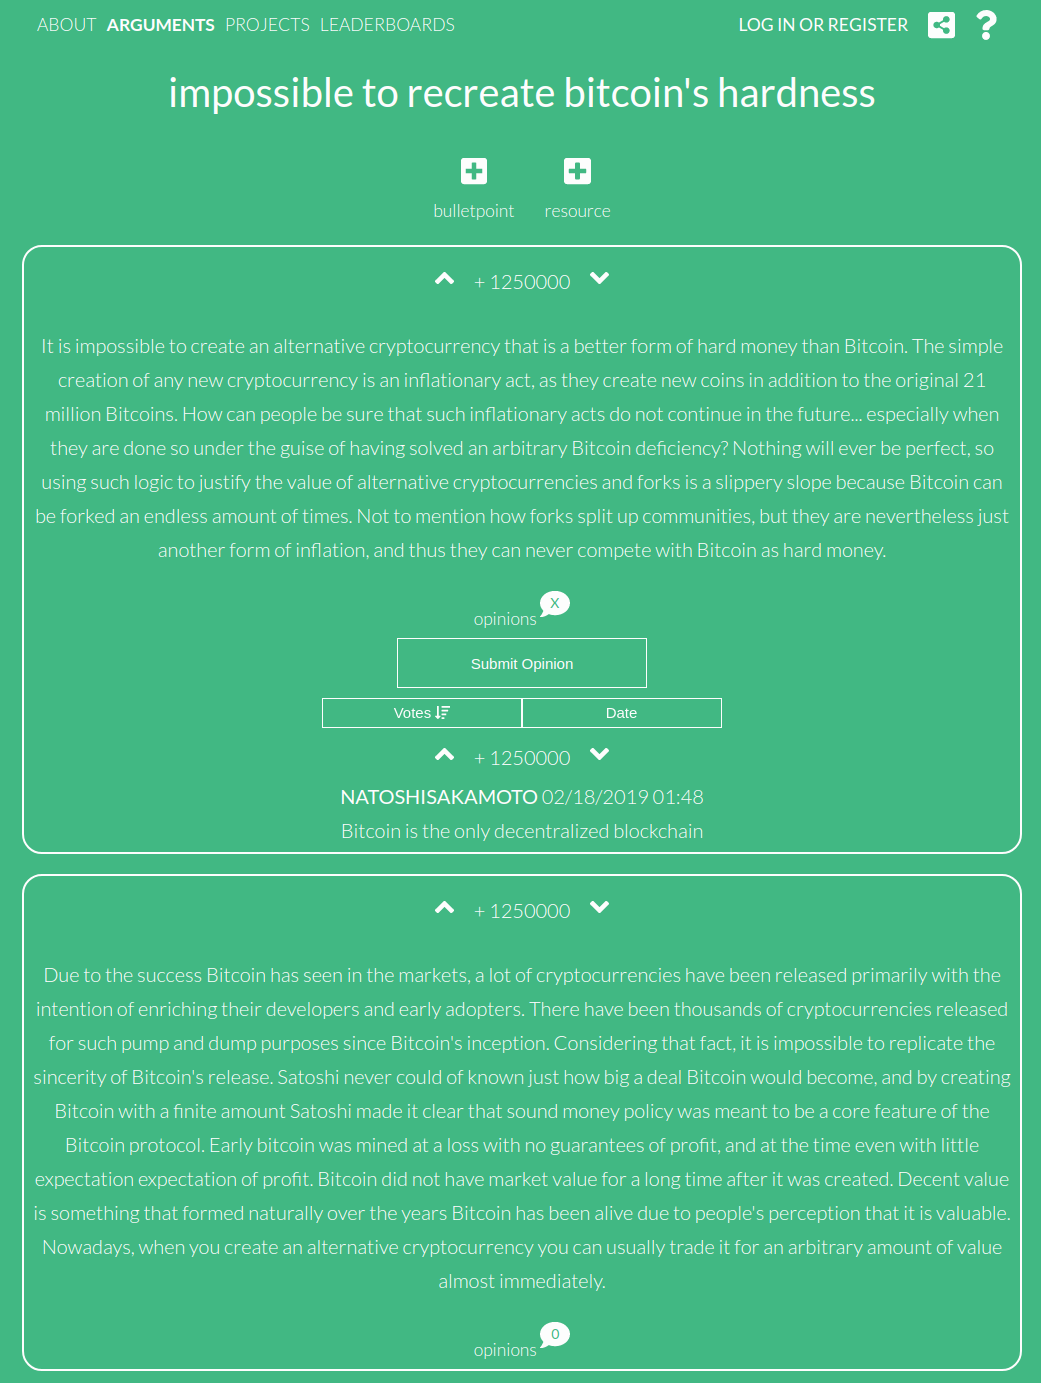 ABOUT ARGUMENTS PROJECTS LEADERBOARDS LOG IN OR REGISTER
impossible to recreate bitcoin's hardness
bulletpoint resource
+ 1250000
It is impossible to create an alternative cryptocurrency that is a better form of hard money than Bitcoin. The simple
creation of any new cryptocurrency is an inflationary act, as they create new coins in addition to the original 21
million Bitcoins. How can people be sure that such inflationary acts do not continue in the future... especially when
they are done so under the guise of having solved an arbitrary Bitcoin deficiency? Nothing will ever be perfect, so
using such logic to justify the value of alternative cryptocurrencies and forks is a slippery slope because Bitcoin can
be forked an endless amount of times. Not to mention how forks split up communities, but they are nevertheless just
another form of inflation, and thus they can never compete with Bitcoin as hard money.
opinions X
Submit Opinion
Votes Date
+ 1250000
NATOSHISAKAMOTO 02/18/2019 01:48
Bitcoin is the only decentralized blockchain
+ 1250000
Due to the success Bitcoin has seen in the markets, a lot of cryptocurrencies have been released primarily with the
intention of enriching their developers and early adopters. There have been thousands of cryptocurrencies released
for such pump and dump purposes since Bitcoin's inception. Considering that fact, it is impossible to replicate the
sincerity of Bitcoin's release. Satoshi never could of known just how big a deal Bitcoin would become, and by creating
Bitcoin with a finite amount Satoshi made it clear that sound money policy was meant to be a core feature of the
Bitcoin protocol. Early bitcoin was mined at a loss with no guarantees of profit, and at the time even with little
expectation expectation of profit. Bitcoin did not have market value for a long time after it was created. Decent value
is something that formed naturally over the years Bitcoin has been alive due to people's perception that it is valuable.
Nowadays, when you create an alternative cryptocurrency you can usually trade it for an arbitrary amount of value
almost immediately.
opinions 0